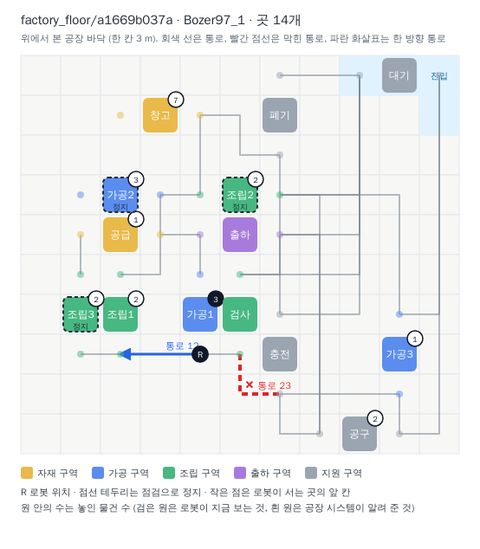 factory_floor/a1669b037a · Bozer97_1 · 곳 14개
위에서 본 공장 바닥 (한 칸 3 m). 회색 선은 통로, 빨간 점선은 막힌 통로, 파란 화살표는 한 방향 통로
대기
진입
창고 7
폐기
가공2 정지 3
조립2 정지 2
공급 1
출하
조립3 정지 2
조립1 2
가공1 3
검사
통로 12
R
충전
가공3 1
× 통로 23
공구 2
자재 구역
가공 구역
조립 구역
출하 구역
지원 구역
R 로봇 위치 · 점선 테두리는 점검으로 정지 · 작은 점은 로봇이 서는 곳의 앞 칸
원 안의 수는 놓인 물건 수 (검은 원은 로봇이 지금 보는 것, 흰 원은 공장 시스템이 알려 준 것)